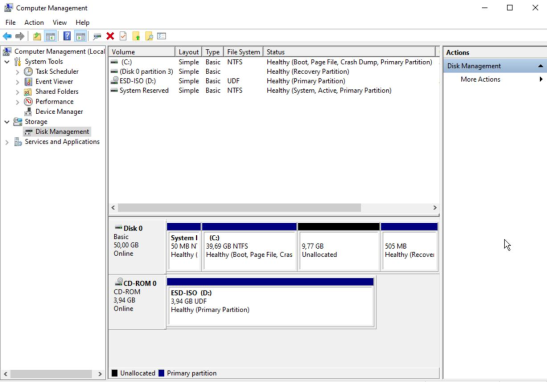 Computer Management
File Action View Help
Computer Management (Local
System Tools
Task Scheduler
Event Viewer
Shared Folders
Performance
Device Manager
Storage
Disk Management
Services and Applications
Volume Layout Type File System Status
(C:) Simple Basic NTFS Healthy (Boot, Page File, Crash Dump, Primary Partition)
(Disk 0 partition 3) Simple Basic Healthy (Recovery Partition)
ESD-ISO (D:) Simple Basic UDF Healthy (Primary Partition)
System Reserved Simple Basic NTFS Healthy (System, Active, Primary Partition)
Actions
Disk Management
More Actions
Disk 0
Basic
50,00 GB
Online
System I
50 MB N
Healthy (
(C:)
39,69 GB NTFS
Healthy (Boot, Page File, Cras
9,77 GB
Unallocated
505 MB
Healthy (Recove
CD-ROM 0
CD-ROM
3,94 GB
Online
ESD-ISO (D:)
3,94 GB UDF
Healthy (Primary Partition)
Unallocated Primary partition